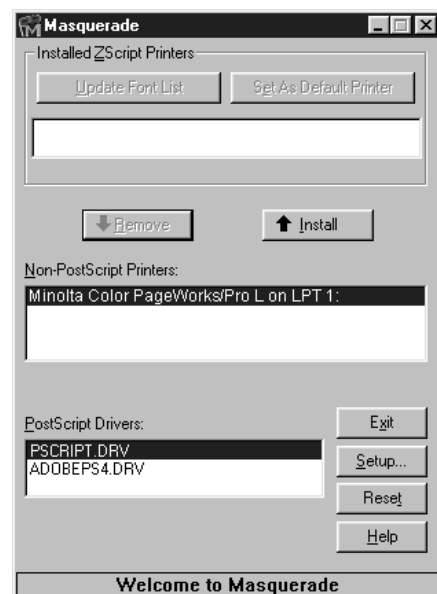 Masquerade
Installed ZScript Printers
Update Font List
Set As Default Printer
Remove
Install
Non-PostScript Printers:
Minolta Color PageWorks/Pro L on LPT 1:
PostScript Drivers:
PSCRIPT.DRV
ADOBEPS4.DRV
Exit
Setup...
Reset
Help
Welcome to Masquerade